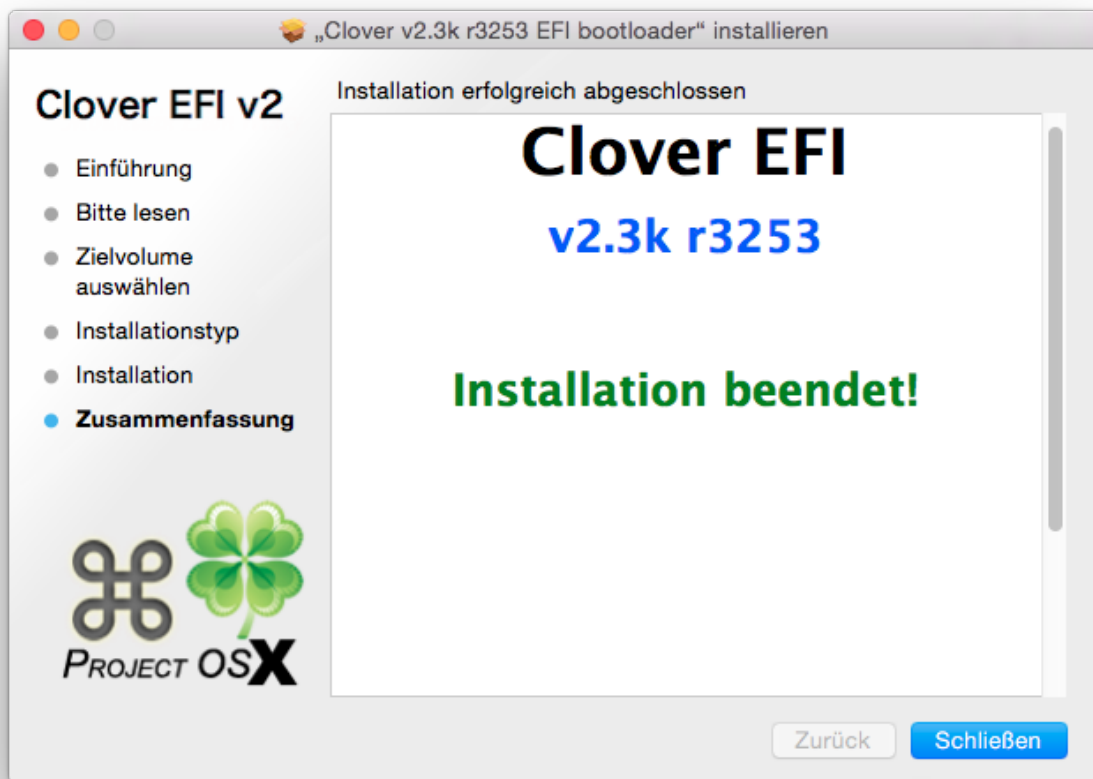 „Clover v2.3k r3253 EFI bootloader“ installieren
Clover EFI v2
Einführung
Bitte lesen
Zielvolume
auswählen
Installationstyp
Installation
Zusammenfassung
PROJECT OSX
Installation erfolgreich abgeschlossen
Clover EFI
v2.3k r3253
Installation beendet!
Zurück
Schließen